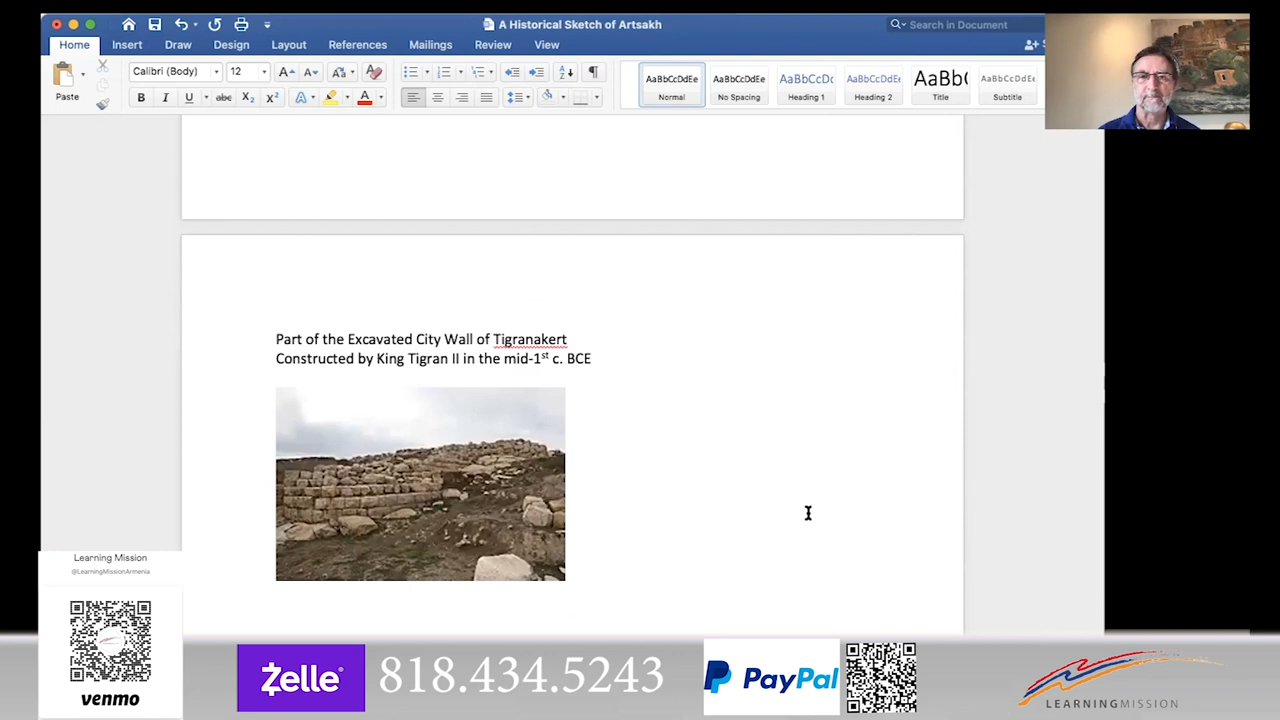 A Historical Sketch of Artsakh
Search in Document
Home Insert Draw Design Layout References Mailings Review View
Calibri (Body) 12
Paste
AaBbCcDdEe AaBbCcDdEe AaBbCcDc AaBbCcDdEe AaBb( AaBbCcDdEe
Normal No Spacing Heading 1 Heading 2 Title Subtitle
Part of the Excavated City Wall of Tigranakert
Constructed by King Tigran II in the mid-1st c. BCE
Learning Mission
@LearningMissionArmenia
venmo
Zelle®
818.434.5243
PayPal
LEARNINGMISSION